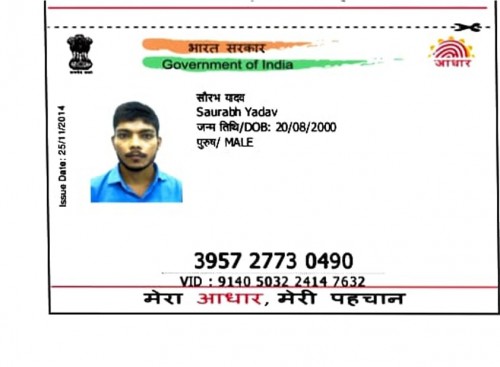 भारत सरकार
Government of India
आधार
Issue Date: 25/11/2014
सौरभ यादव
Saurabh Yadav
जन्म तिथि/DOB: 20/08/2000
पुरुष/ MALE
3957 2773 0490
VID : 9140 5032 2414 7632
मेरा आधार, मेरी पहचान